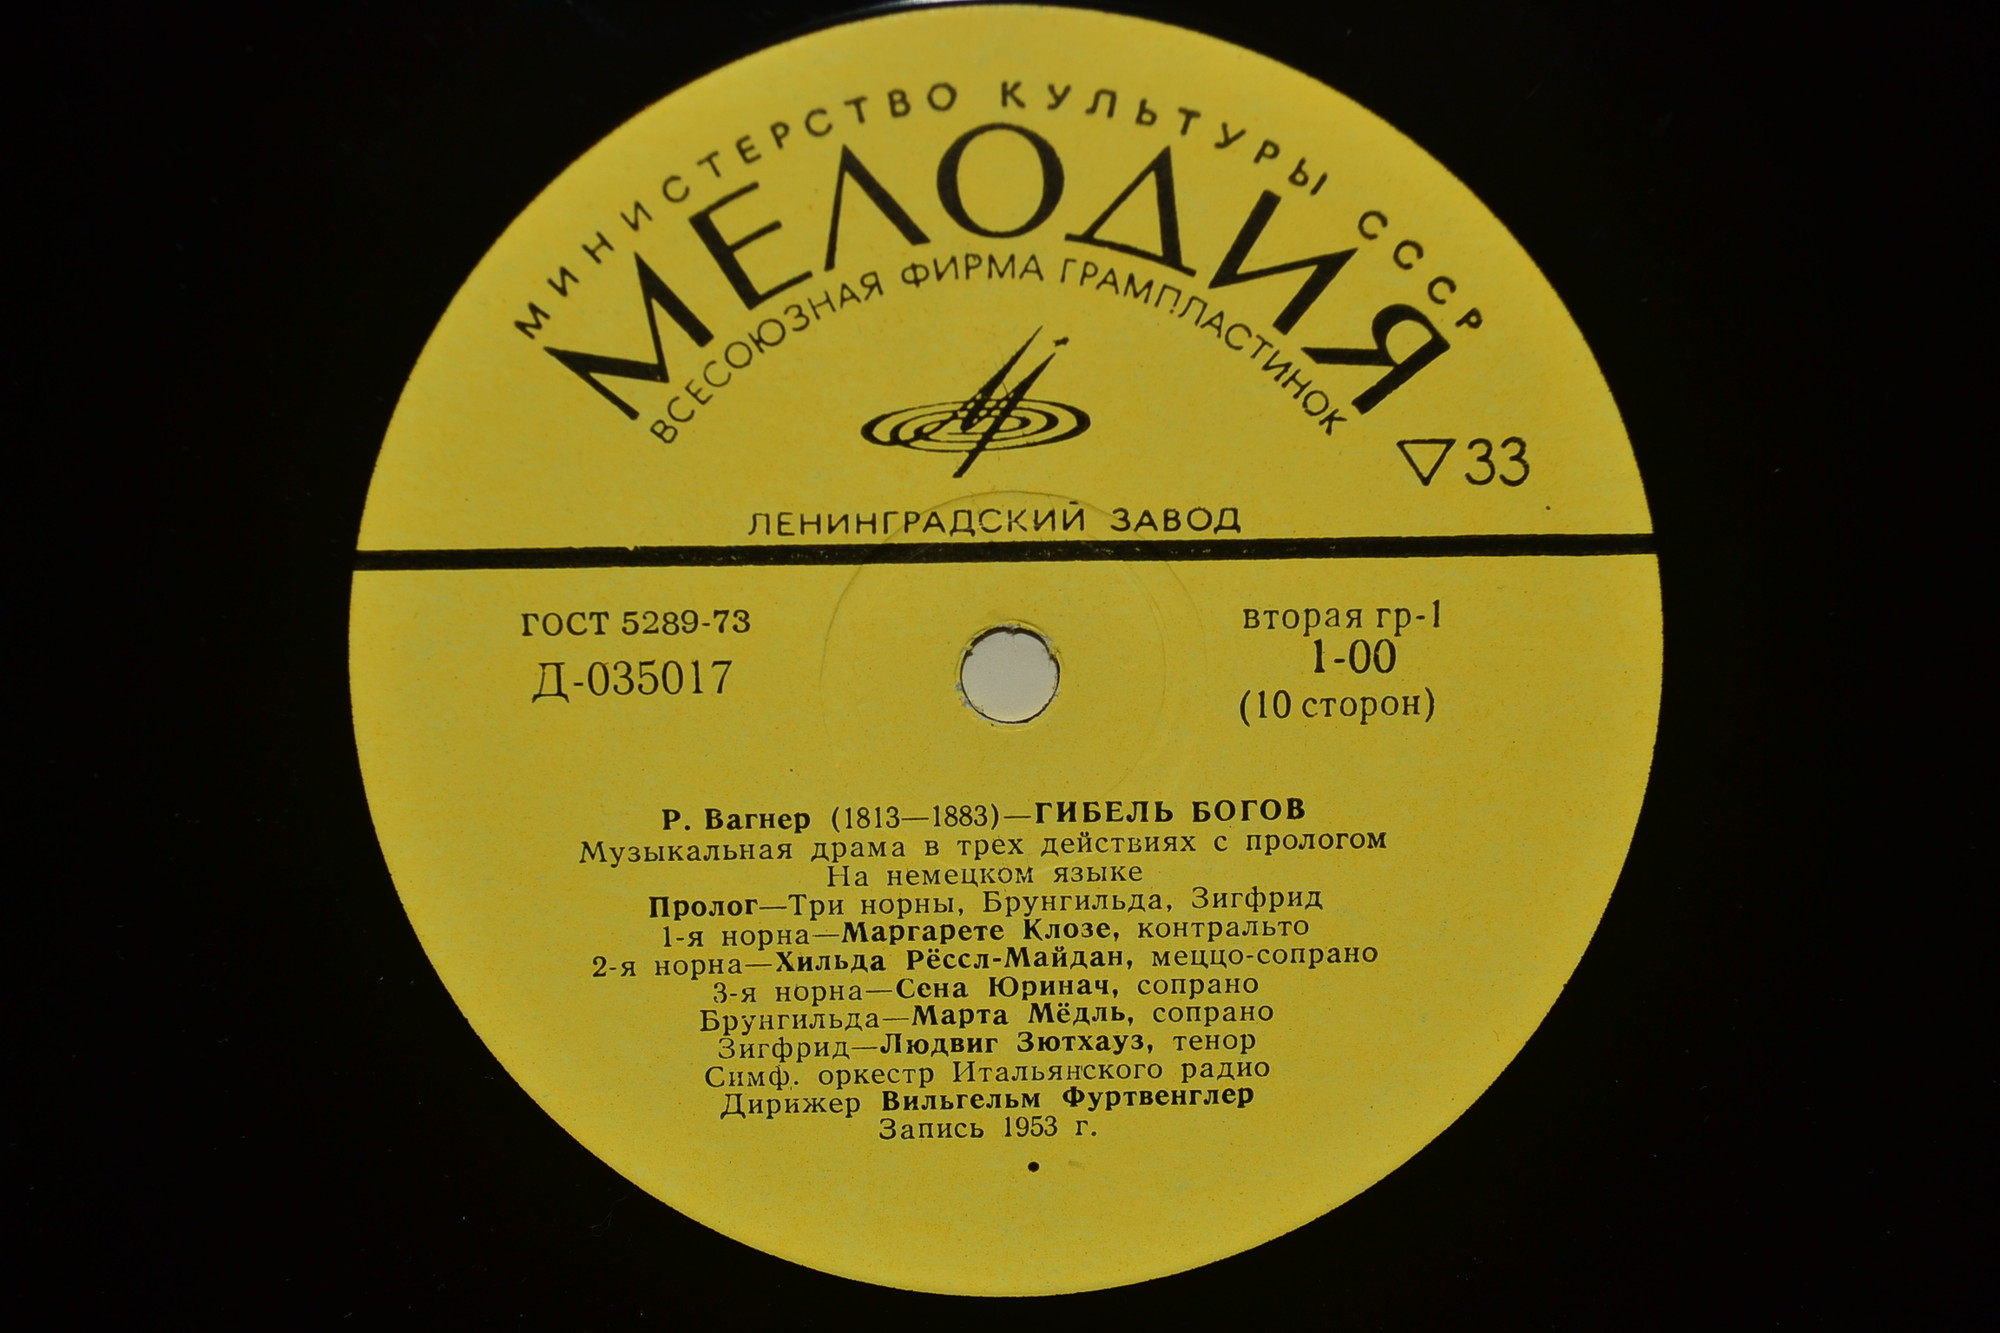 МИНИСТЕРСТВО КУЛЬТУРЫ СССР
МЕЛОДИЯ
ВСЕСОЮЗНАЯ ФИРМА ГРАМПЛАСТИНОК
33
ЛЕНИНГРАДСКИЙ ЗАВОД
ГОСТ 5289-73
Д-035017
вторая гр-1
1-00
(10 сторон)
Р. Вагнер (1813—1883)—ГИБЕЛЬ БОГОВ
Музыкальная драма в трех действиях с прологом
На немецком языке
Пролог—Три норны, Брунгильда, Зигфрид
1-я норна—Маргарете Клозе, контральто
2-я норна—Хильда Рёссл-Майдан, меццо-сопрано
3-я норна—Сена Юринач, сопрано
Брунгильда—Марта Мёдль, сопрано
Зигфрид—Людвиг Зютхауз, тенор
Симф. оркестр Итальянского радио
Дирижер Вильгельм Фуртвенглер
Запись 1953 г.